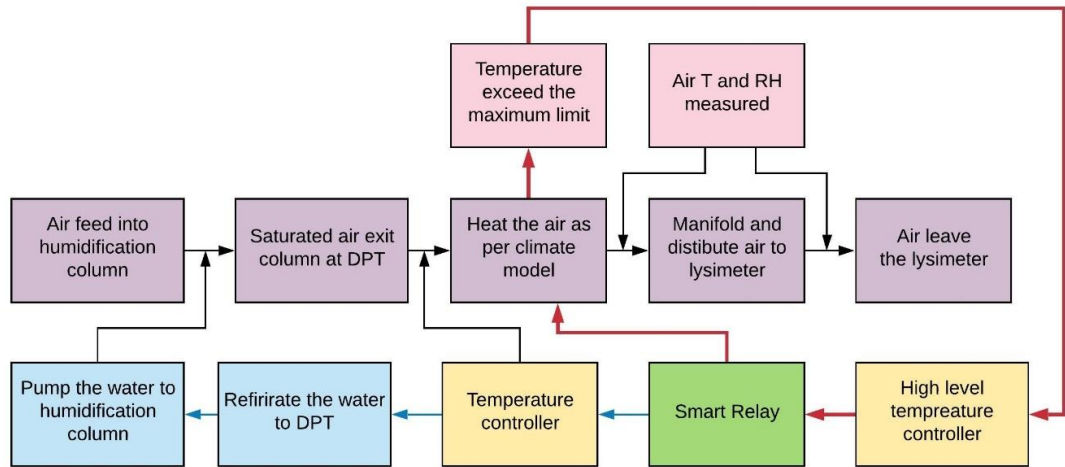 Temperature
exceed the
maximum limit
Air T and RH
measured
Air feed into
humidification
column
Saturated air exit
column at DPT
Heat the air as
per climate
model
Manifold and
distibute air to
lysimeter
Air leave
the lysimeter
Pump the water to
humidification
column
Refirirate the water
to DPT
Temperature
controller
Smart Relay
High level
tempreature
controller